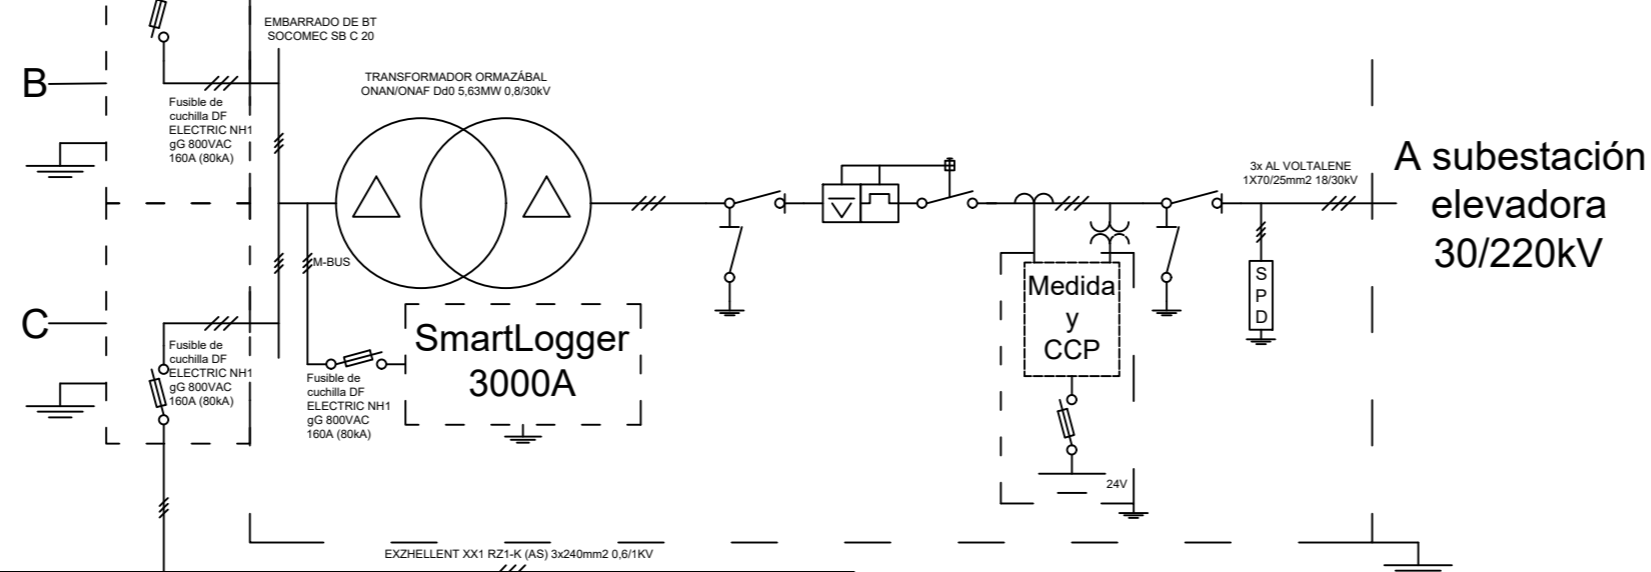 EMBARRADO DE BT
SOCOMEC SB C 20
B
Fusible de
cuchilla DF
ELECTRIC NH1
gG 800VAC
160A (80kA)
TRANSFORMADOR ORMAZÁBAL
ONAN/ONAF Dd0 5,63MW 0,8/30kV
3x AL VOLTALENE
1X70/25mm2 18/30kV
A subestación
elevadora
30/220kV
M-BUS
SPD
Medida
y
CCP
C
Fusible de
cuchilla DF
ELECTRIC NH1
gG 800VAC
160A (80kA)
SmartLogger
3000A
Fusible de
cuchilla DF
ELECTRIC NH1
gG 800VAC
160A (80kA)
24V
EXZHELLENT XX1 RZ1-K (AS) 3x240mm2 0,6/1KV